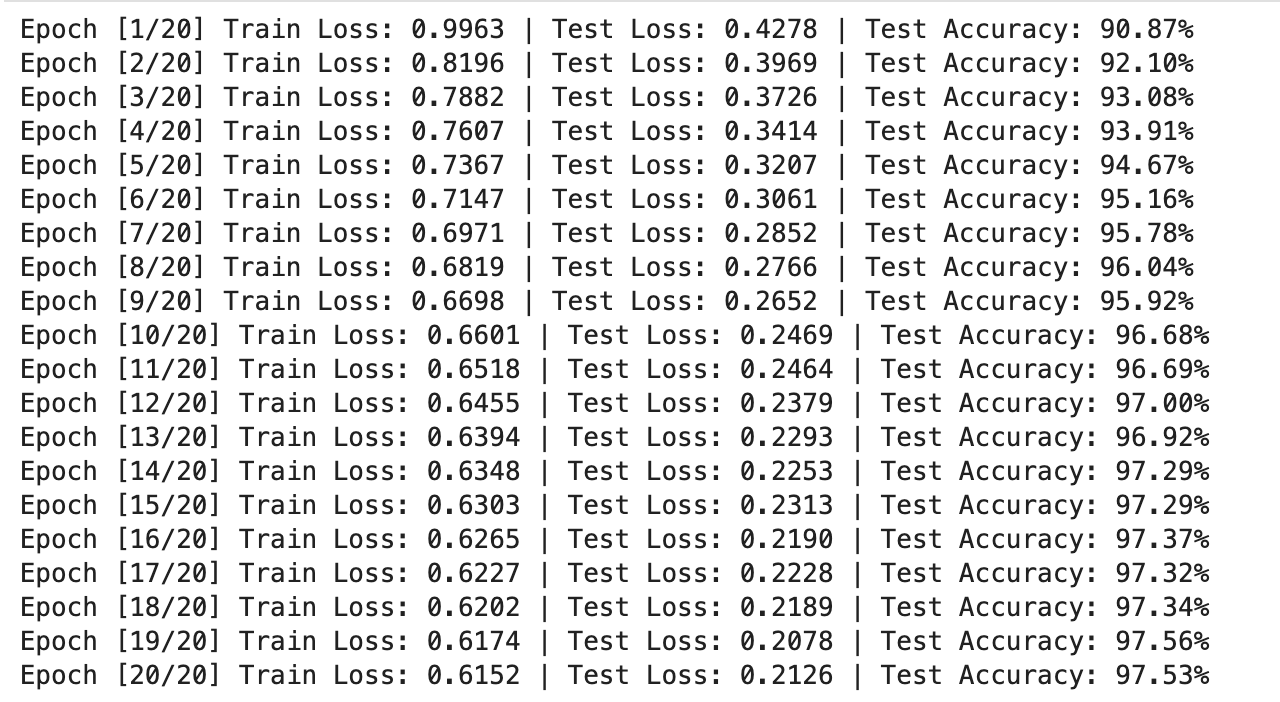 Epoch [1/20] Train Loss: 0.9963 | Test Loss: 0.4278 | Test Accuracy: 90.87%
Epoch [2/20] Train Loss: 0.8196 | Test Loss: 0.3969 | Test Accuracy: 92.10%
Epoch [3/20] Train Loss: 0.7882 | Test Loss: 0.3726 | Test Accuracy: 93.08%
Epoch [4/20] Train Loss: 0.7607 | Test Loss: 0.3414 | Test Accuracy: 93.91%
Epoch [5/20] Train Loss: 0.7367 | Test Loss: 0.3207 | Test Accuracy: 94.67%
Epoch [6/20] Train Loss: 0.7147 | Test Loss: 0.3061 | Test Accuracy: 95.16%
Epoch [7/20] Train Loss: 0.6971 | Test Loss: 0.2852 | Test Accuracy: 95.78%
Epoch [8/20] Train Loss: 0.6819 | Test Loss: 0.2766 | Test Accuracy: 96.04%
Epoch [9/20] Train Loss: 0.6698 | Test Loss: 0.2652 | Test Accuracy: 95.92%
Epoch [10/20] Train Loss: 0.6601 | Test Loss: 0.2469 | Test Accuracy: 96.68%
Epoch [11/20] Train Loss: 0.6518 | Test Loss: 0.2464 | Test Accuracy: 96.69%
Epoch [12/20] Train Loss: 0.6455 | Test Loss: 0.2379 | Test Accuracy: 97.00%
Epoch [13/20] Train Loss: 0.6394 | Test Loss: 0.2293 | Test Accuracy: 96.92%
Epoch [14/20] Train Loss: 0.6348 | Test Loss: 0.2253 | Test Accuracy: 97.29%
Epoch [15/20] Train Loss: 0.6303 | Test Loss: 0.2313 | Test Accuracy: 97.29%
Epoch [16/20] Train Loss: 0.6265 | Test Loss: 0.2190 | Test Accuracy: 97.37%
Epoch [17/20] Train Loss: 0.6227 | Test Loss: 0.2228 | Test Accuracy: 97.32%
Epoch [18/20] Train Loss: 0.6202 | Test Loss: 0.2189 | Test Accuracy: 97.34%
Epoch [19/20] Train Loss: 0.6174 | Test Loss: 0.2078 | Test Accuracy: 97.56%
Epoch [20/20] Train Loss: 0.6152 | Test Loss: 0.2126 | Test Accuracy: 97.53%